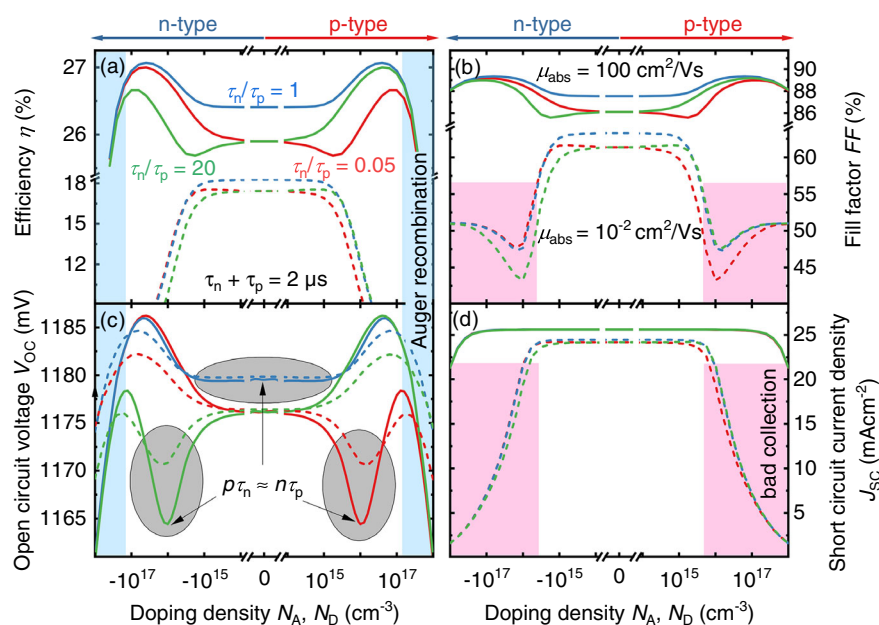 n-type p-type n-type p-type
(a)
27
26
18
15
12
Efficiency η (%)
τn/τp = 1
τn/τp = 20
τn/τp = 0.05
τn + τp = 2 μs
Auger recombination
(b)
μabs = 100 cm²/Vs
μabs = 10⁻² cm²/Vs
90
88
86
60
55
50
45
Fill factor FF (%)
(c)
1185
1180
1175
1170
1165
Open circuit voltage VOC (mV)
pτn ≈ nτp
-10¹⁷ -10¹⁵ 0 10¹⁵ 10¹⁷
Doping density NA, ND (cm⁻³)
(d)
bad collection
25
20
15
10
5
Short circuit current density
JSC (mAcm⁻²)
-10¹⁷ -10¹⁵ 0 10¹⁵ 10¹⁷
Doping density NA, ND (cm⁻³)